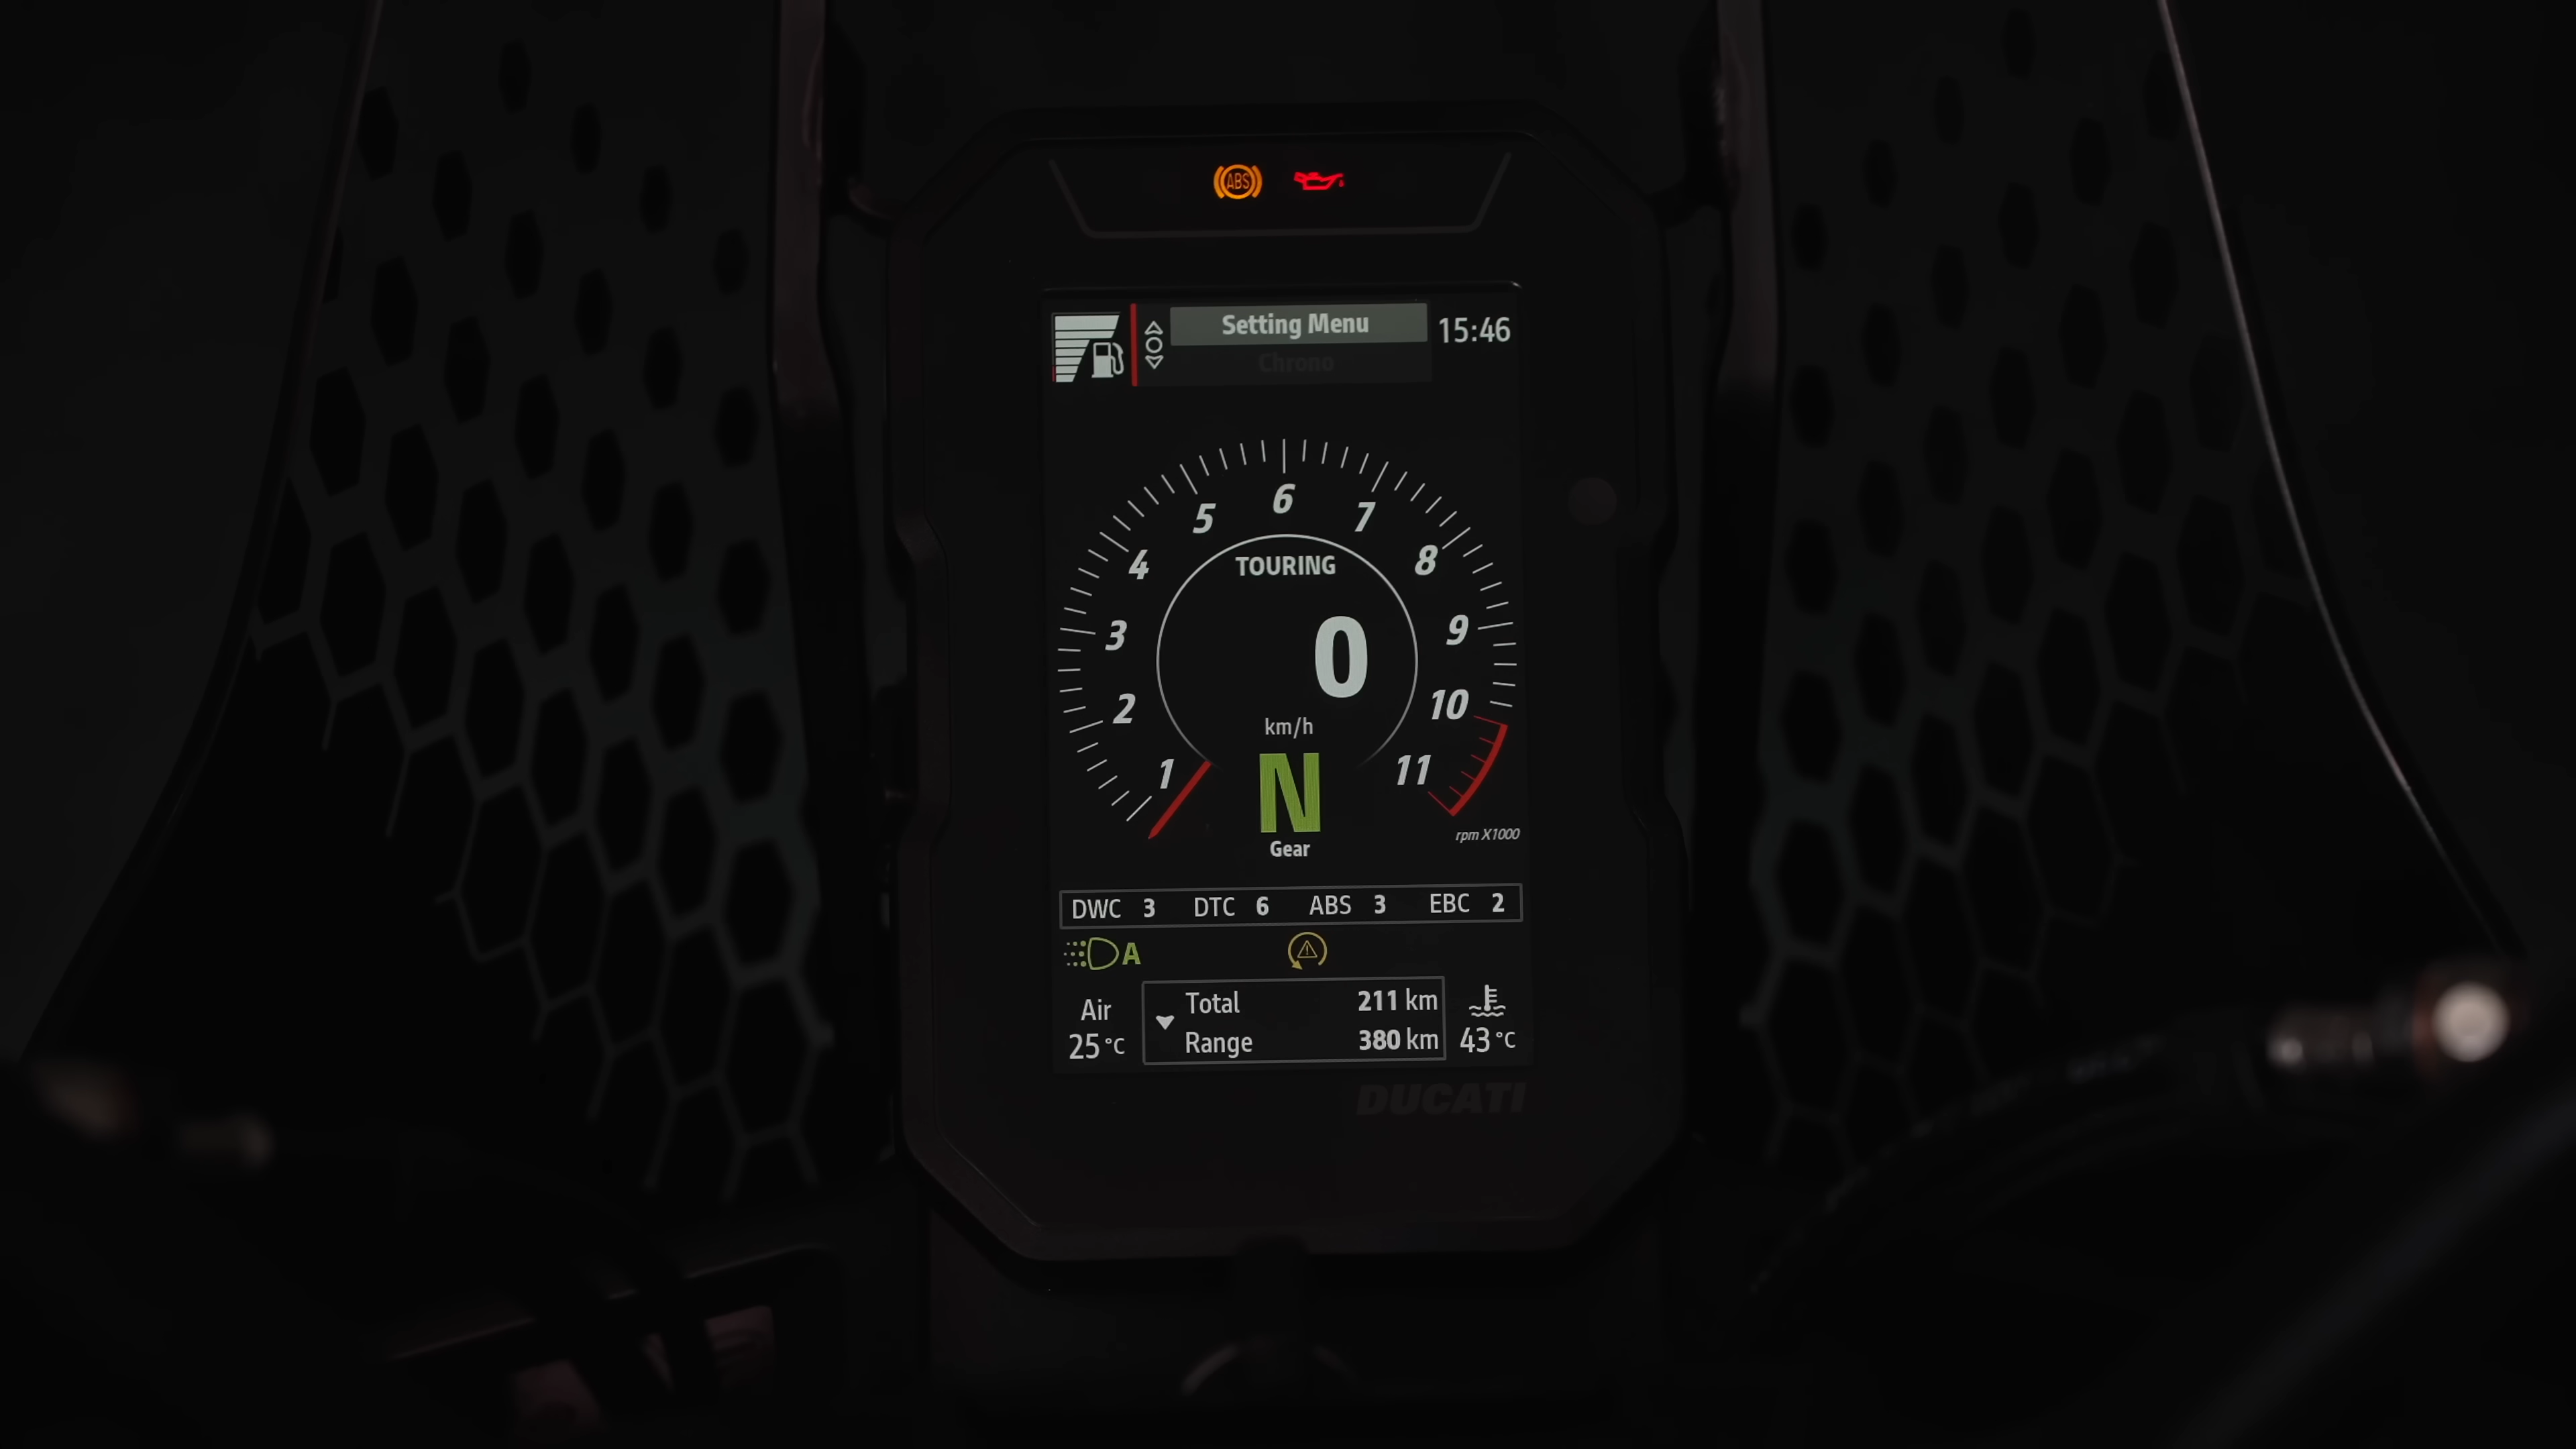 ABS
Setting Menu
15:46
Chrono
6
5
7
4
8
TOURING
3
9
0
2
10
km/h
1
11
N
rpm X1000
Gear
DWC 3 DTC 6 ABS 3 EBC 2
A
Air
Total 211 km
25 °C
Range 380 km
43 °C
DUCATI